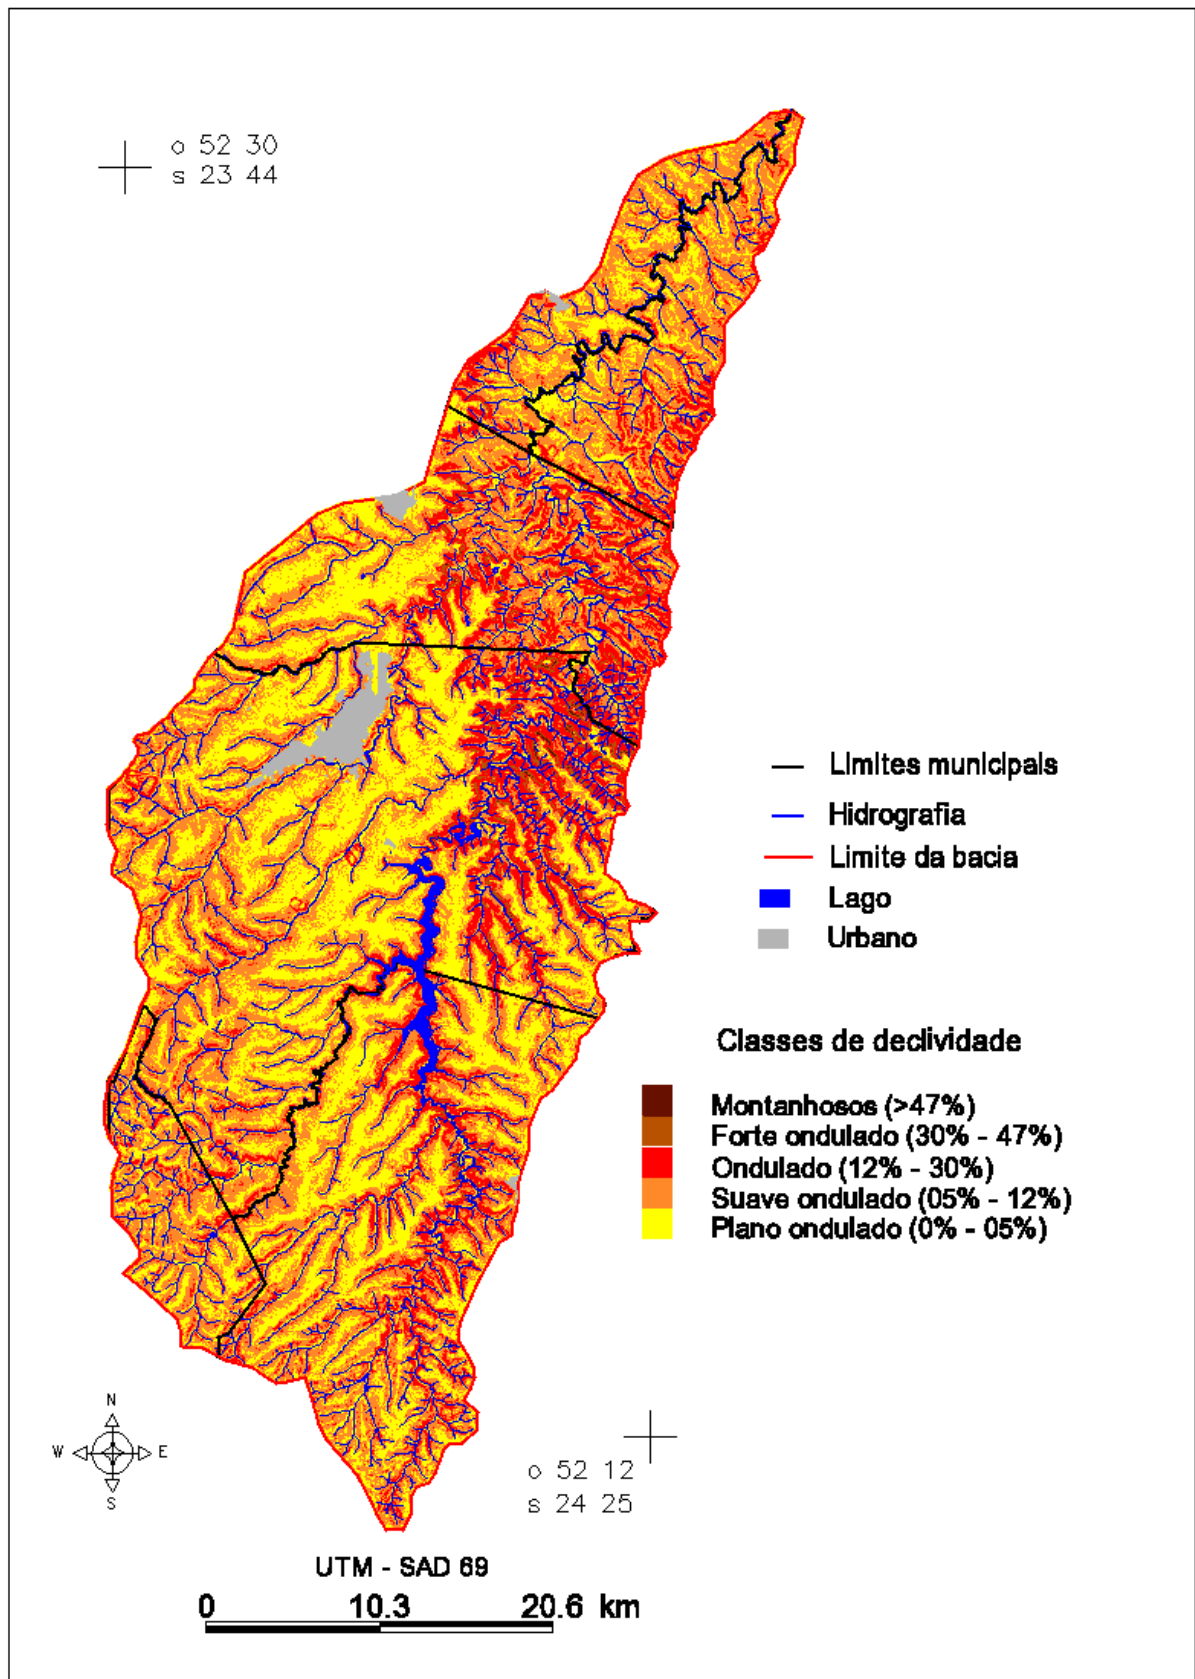 o 52 30
s 23 44
Limites municipais
Hidrografia
Limite da bacia
Lago
Urbano
Classes de declividade
Montanhosos (>47%)
Forte ondulado (30% - 47%)
Ondulado (12% - 30%)
Suave ondulado (05% - 12%)
Plano ondulado (0% - 05%)
N
W E
S
o 52 12
s 24 25
UTM - SAD 69
0 10.3 20.6 km